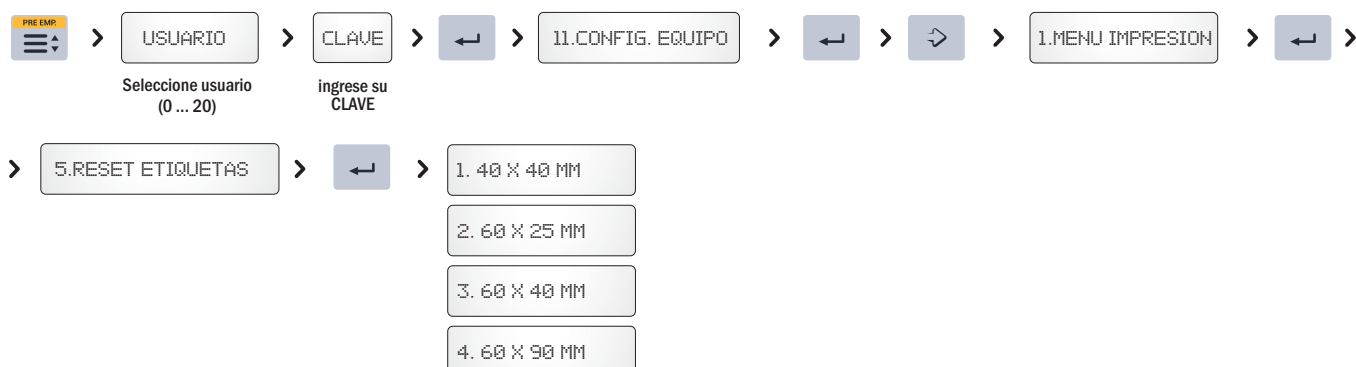 PRE EMP.
USUARIO
CLAVE
11.CONFIG. EQUIPO
1.MENU IMPRESION
Seleccione usuario
(0 ... 20)
ingrese su
CLAVE
5.RESET ETIQUETAS
1. 40 X 40 MM
2. 60 X 25 MM
3. 60 X 40 MM
4. 60 X 90 MM